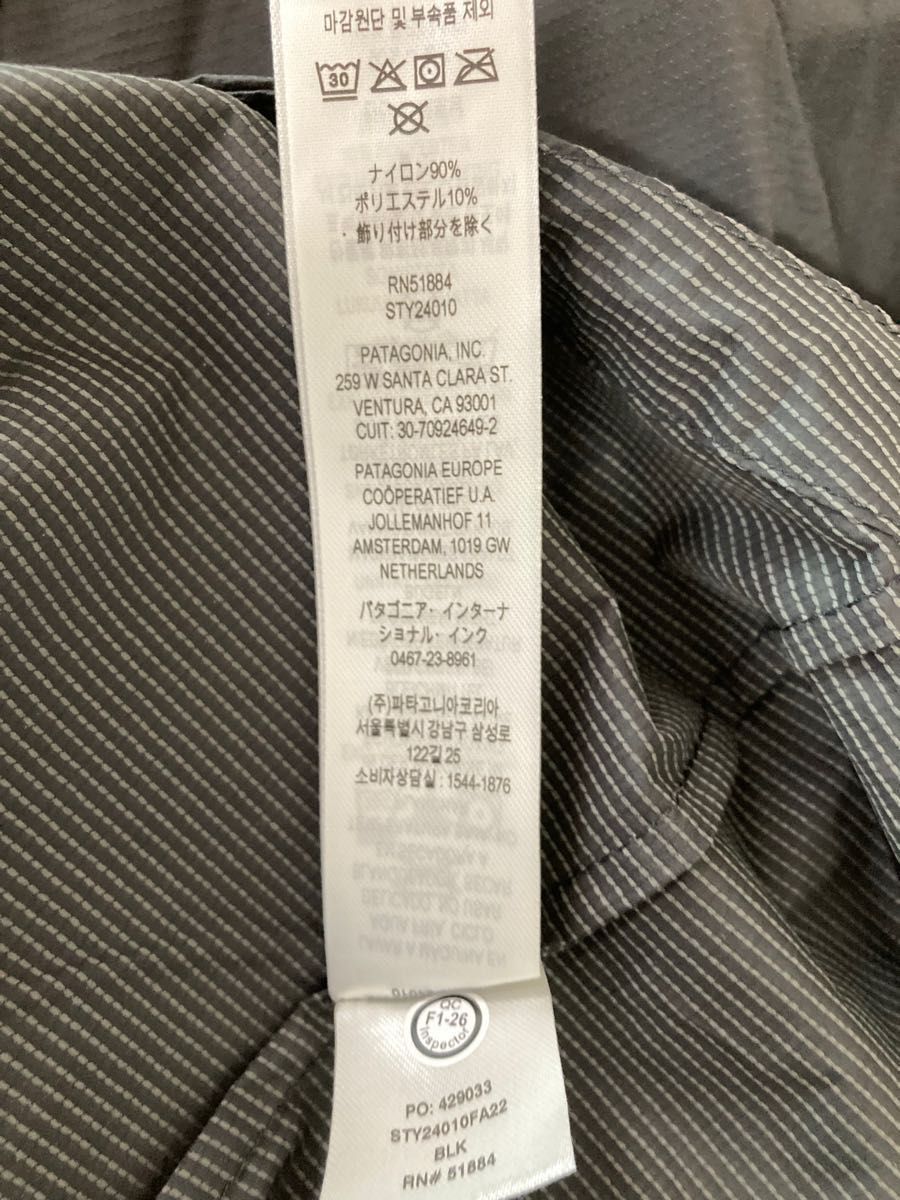 마감원단 및 부속품 제외
30
ナイロン90%
ポリエステル10%
・飾り付け部分を除く
RN51884
STY24010
PATAGONIA, INC.
259 W SANTA CLARA ST.
VENTURA, CA 93001
CUIT: 30-70924649-2
PATAGONIA EUROPE
COÖPERATIEF U.A.
JOLLEMANHOF 11
AMSTERDAM, 1019 GW
NETHERLANDS
パタゴニア・インターナ
ショナル・インク
0467-23-8961
(주)파타고니아코리아
서울특별시 강남구 삼성로
122길 25
소비자상담실 : 1544-1876
QC
F1-26
Inspector
PO: 429033
STY24010FA22
BLK
RN# 51884